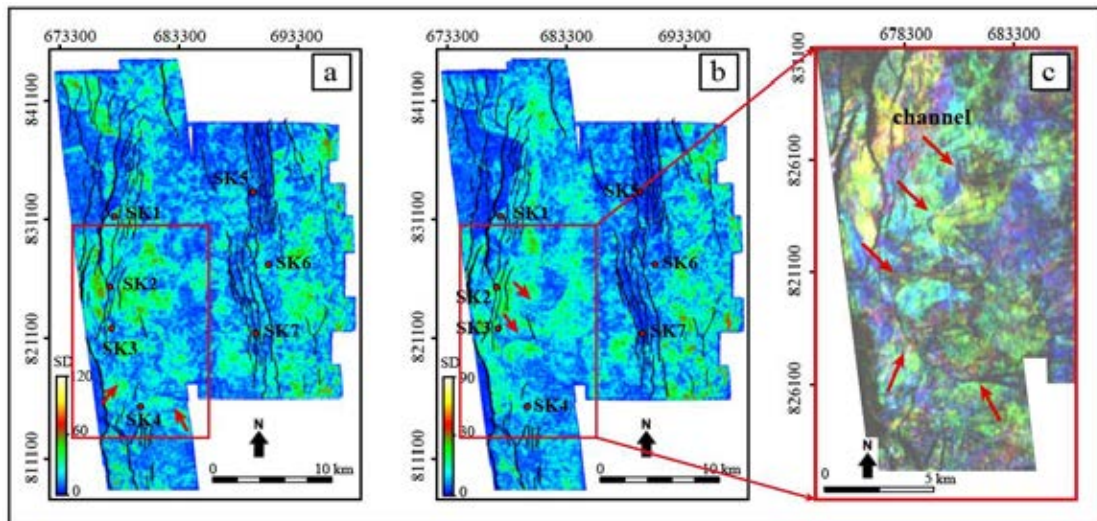 673300 683300 693300
a
841100
SK5
SK1
831100
SK6
SK2
SK7
SK3
821100
SD
120
SK4
60
N
811100
0 10 km
0
673300 683300 693300
b
841100
SK5
SK1
831100
SK6
SK2
SK3
SK7
821100
SD
90
SK4
30
N
811100
0 10 km
0
678300 683300
c
831100
channel
826100
821100
826100
N
0 5 km